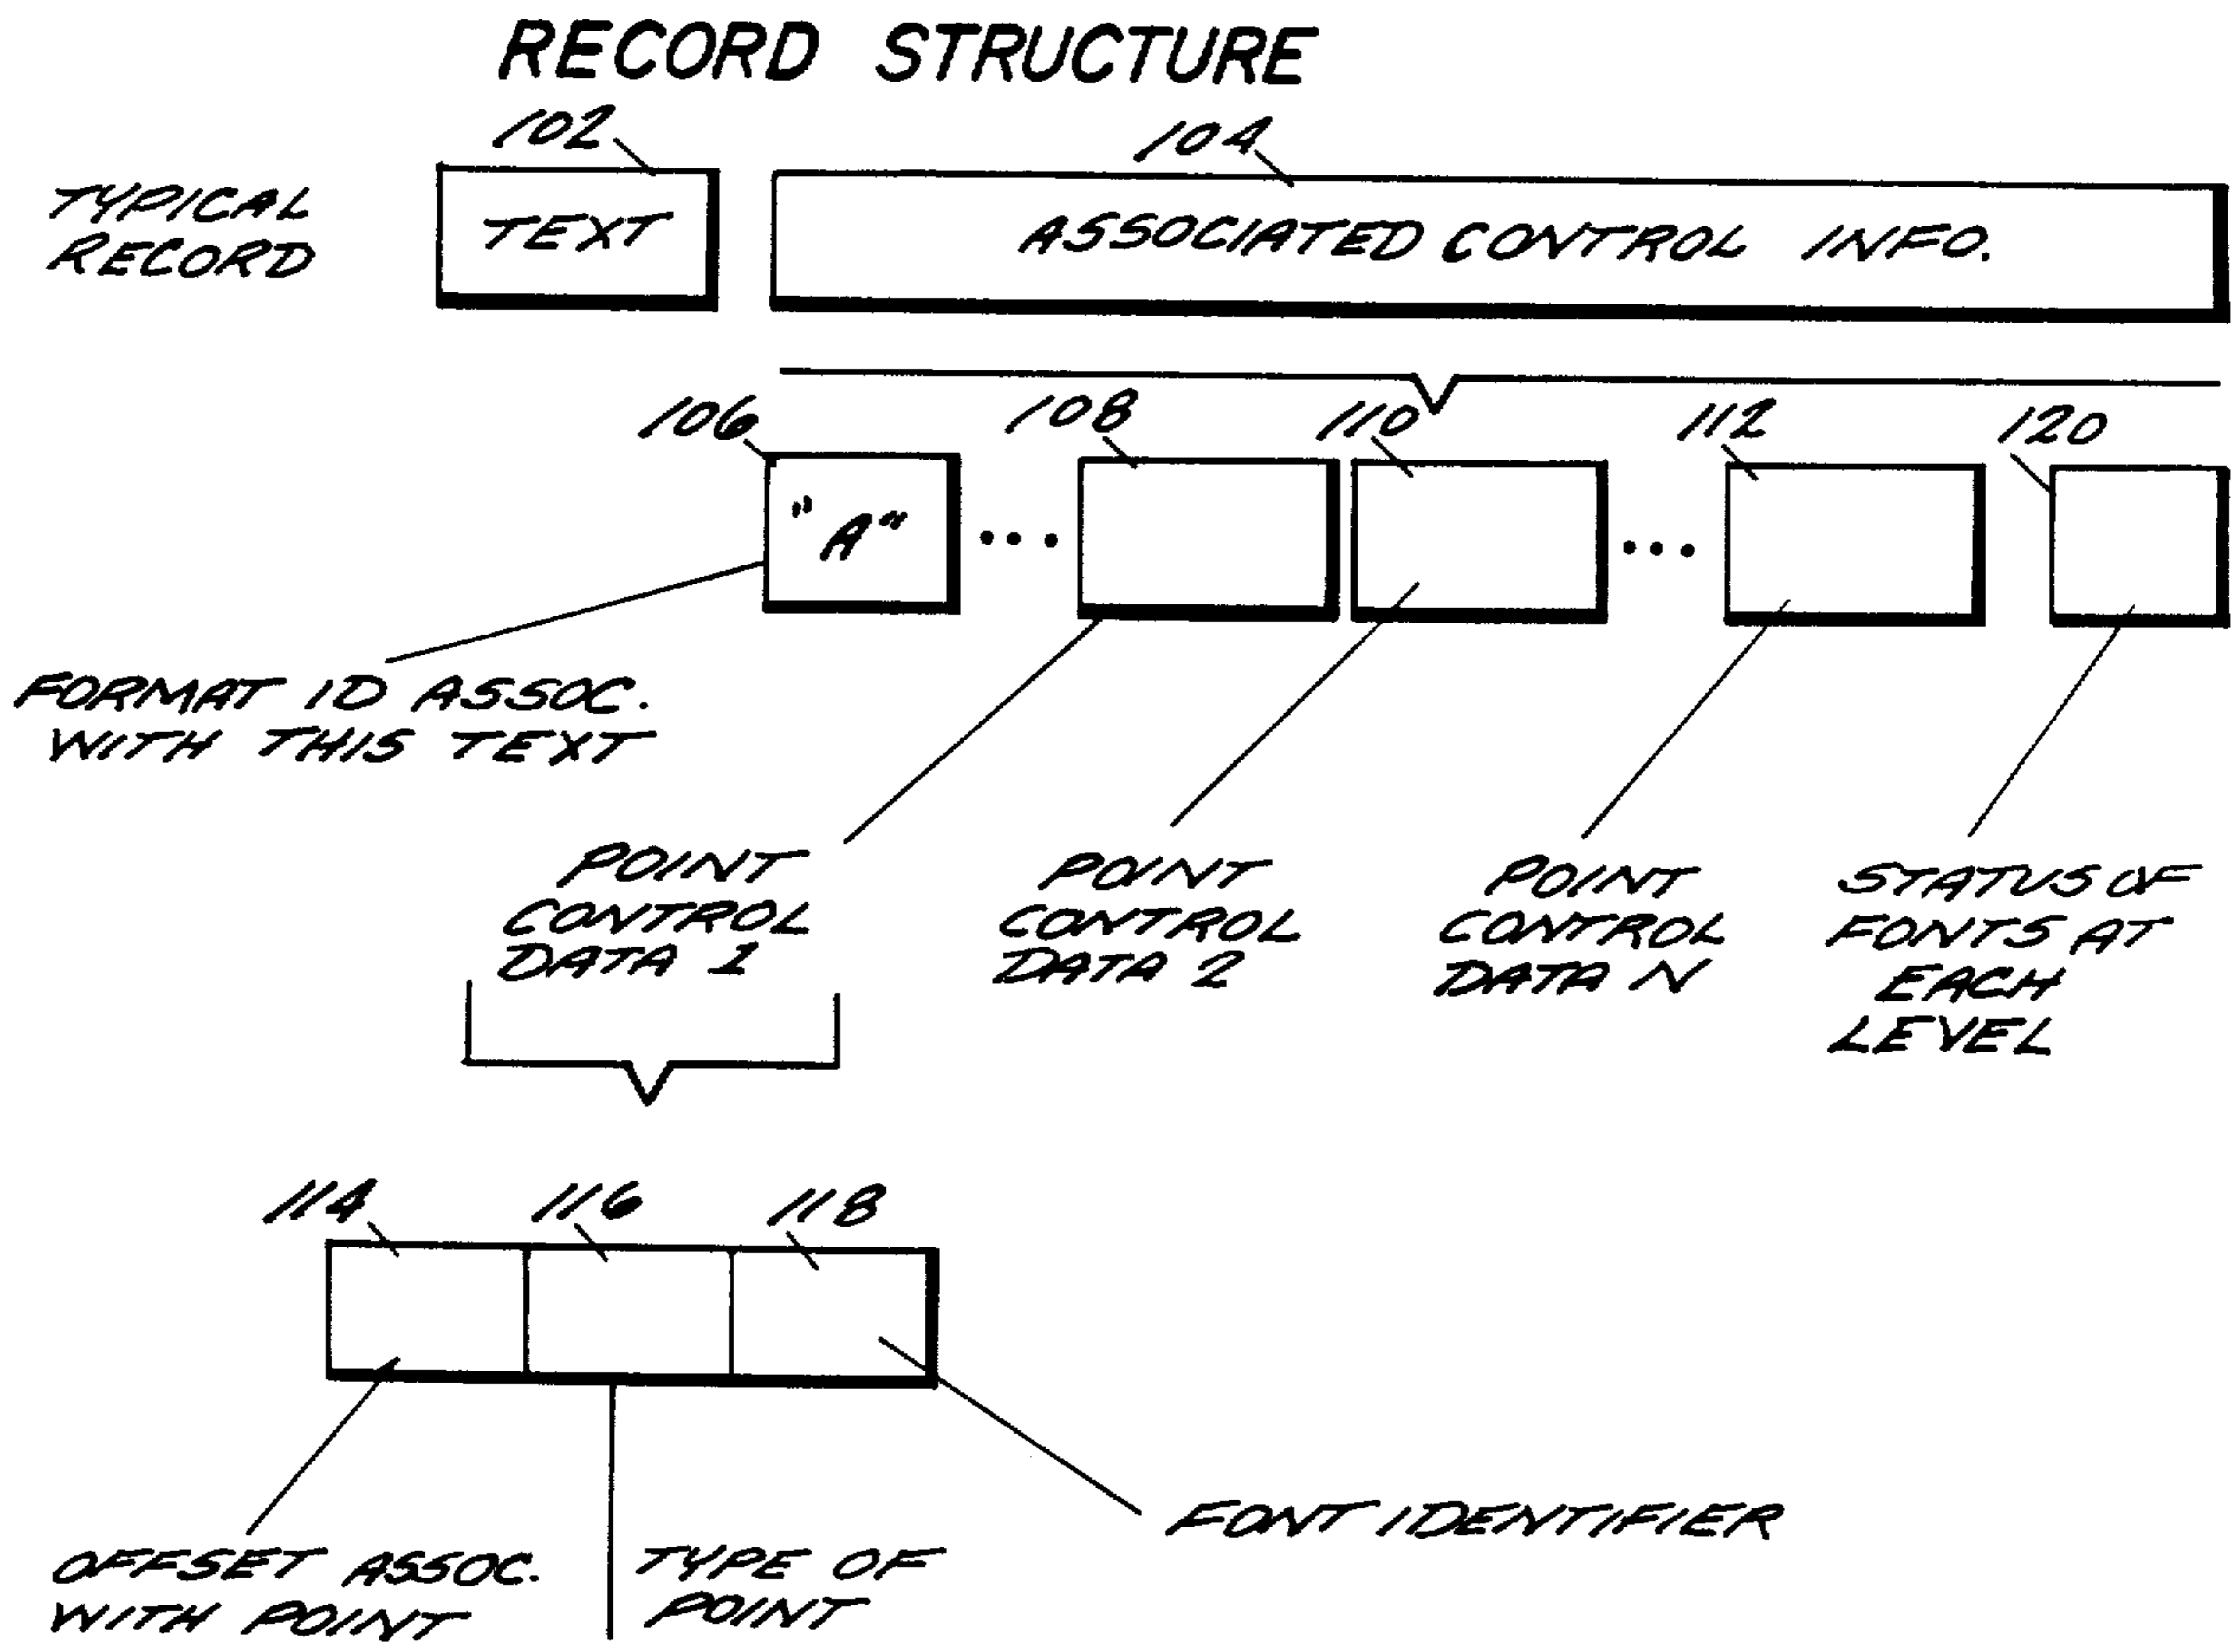 RECORD STRUCTURE
102
104
TYPICAL
RECORD
TEXT
ASSOCIATED CONTROL INFO.
106
108
110
112
120
"A"
FORMAT ID ASSOC.
WITH THIS TEXT
POINT
CONTROL
DATA 1
POINT
CONTROL
DATA 2
POINT
CONTROL
DATA N
STATUS OF
FONTS AT
EACH
LEVEL
114
116
118
FONT IDENTIFIER
OFFSET ASSOC.
WITH POINT
TYPE OF
POINT